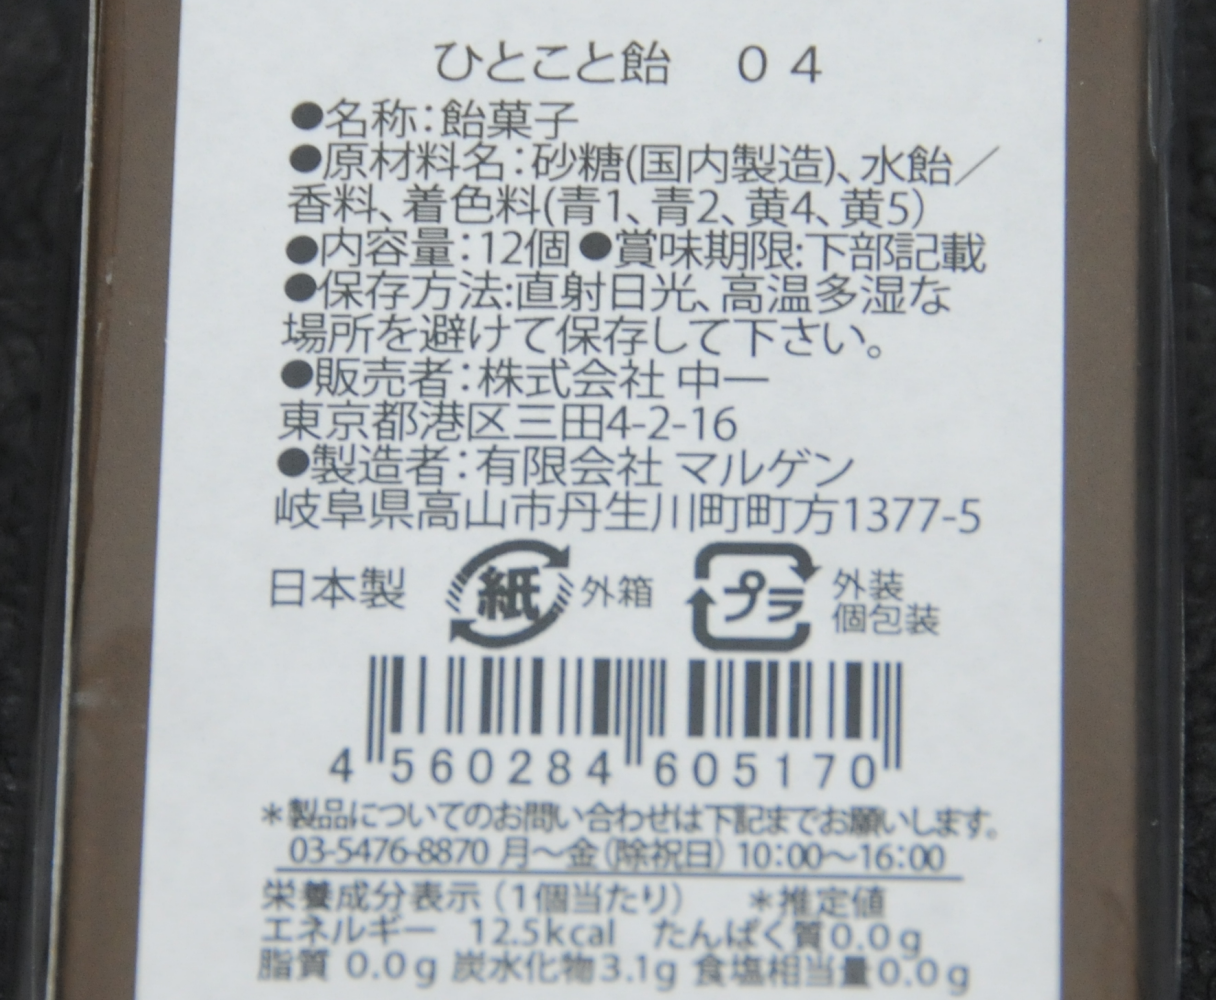 ひとこと飴　０４
●名称：飴菓子
●原材料名：砂糖(国内製造)、水飴／
香料、着色料(青1、青2、黄4、黄5)
●内容量：12個●賞味期限:下部記載
●保存方法:直射日光、高温多湿な
場所を避けて保存して下さい。
●販売者：株式会社 中一
東京都港区三田4-2-16
●製造者：有限会社 マルゲン
岐阜県高山市丹生川町町方1377-5
日本製 紙 外箱 プラ 外装
個包装
4 560284 605170
＊製品についてのお問い合わせは下記までお願いします。
03-5476-8870 月～金（除祝日）10：00～16：00
栄養成分表示（1個当たり）　＊推定値
エネルギー　12.5kcal　たんぱく質0.0g
脂質 0.0g 炭水化物3.1g 食塩相当量0.0g